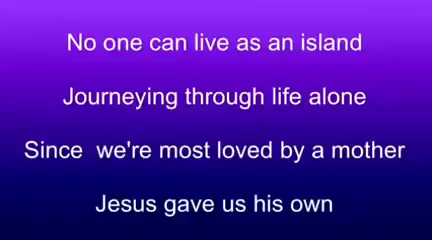 No one can live as an island
Journeying through life alone
Since  we're most loved by a mother
Jesus gave us his own